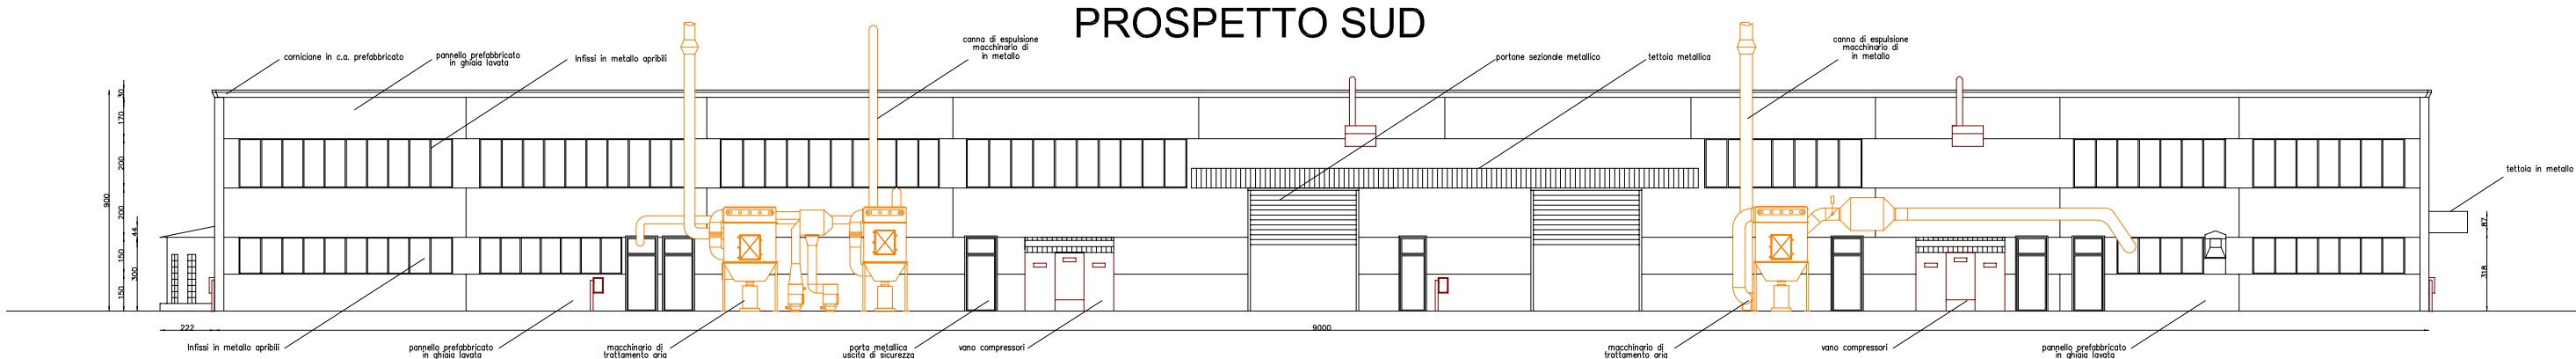 PROSPETTO SUD
cornicione in c.a. prefabbricato
pannello prefabbricato
in ghiaia lavata
Infissi in metallo apribili
canna di espulsione
macchinario di
in metallo
portone sezionale metallico
tettoia metallica
canna di espulsione
macchinario di
in metallo
tettoia in metallo
30
170
200
900
200
44
150
300
150
87
318
222
9000
Infissi in metallo apribili
pannello prefabbricato
in ghiaia lavata
macchinario di
trattamento aria
porta metallica
uscita di sicurezza
vano compressori
macchinario di
trattamento aria
vano compressori
pannello prefabbricato
in ghiaia lavata